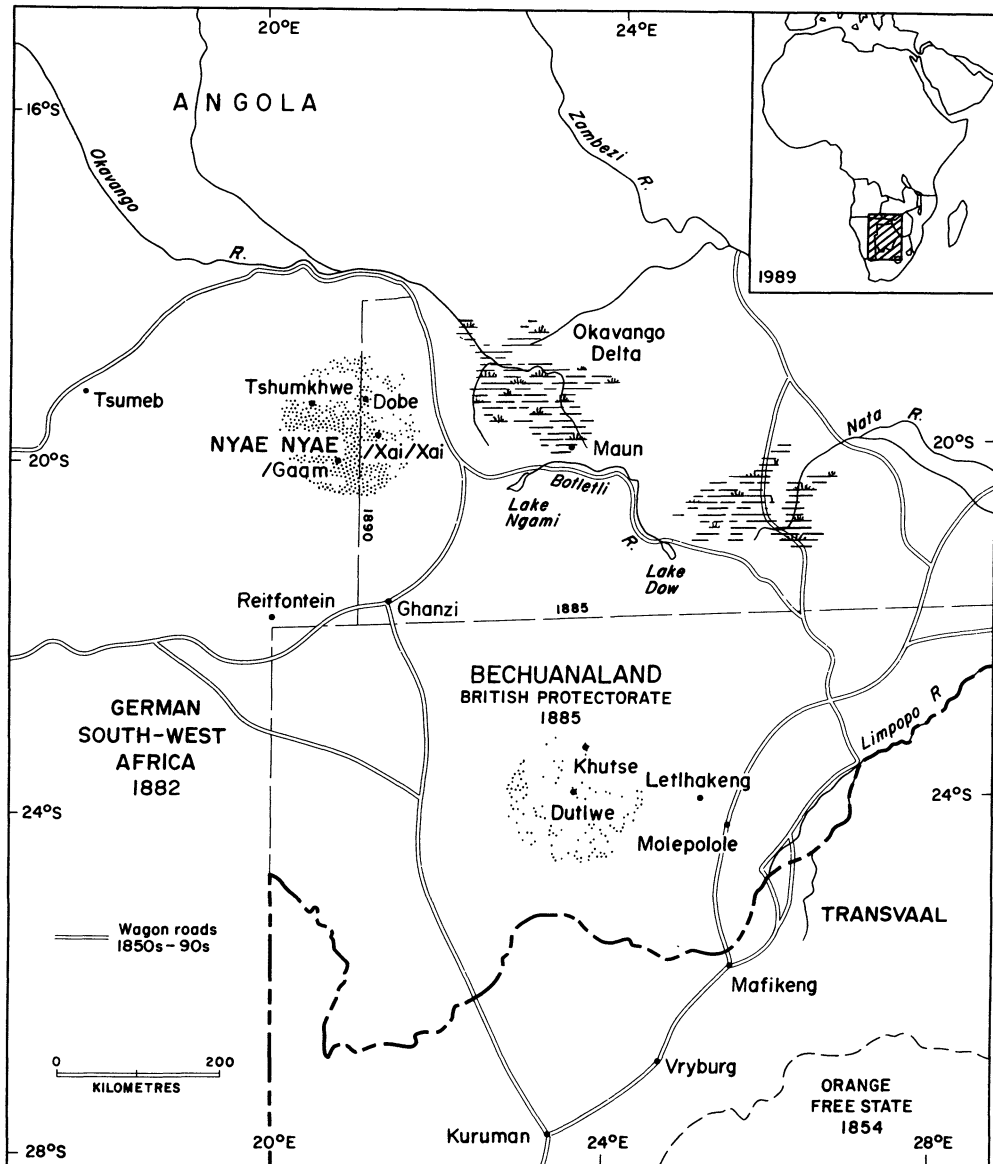 20°E
24°E
16°S
ANGOLA
Okavango
R.
Zambezi
R.
1989
Okavango
Delta
Tshumkhwe
Dobe
Tsumeb
NYAE NYAE
/Xai/Xai
/Gaam
Maun
Nata
R.
20°S
20°S
Botletli
R.
Lake
Ngami
1890
Lake
Dow
Reitfontein
Ghanzi
1885
BECHUANALAND
BRITISH PROTECTORATE
1885
GERMAN
SOUTH-WEST
AFRICA
1882
Limpopo R
Khutse
Letlhakeng
Dutlwe
24°S
24°S
Molepolole
TRANSVAAL
Wagon roads
1850s-90s
Mafikeng
0 200
KILOMETRES
Vryburg
ORANGE
FREE STATE
1854
Kuruman
20°E
24°E
28°E
28°S